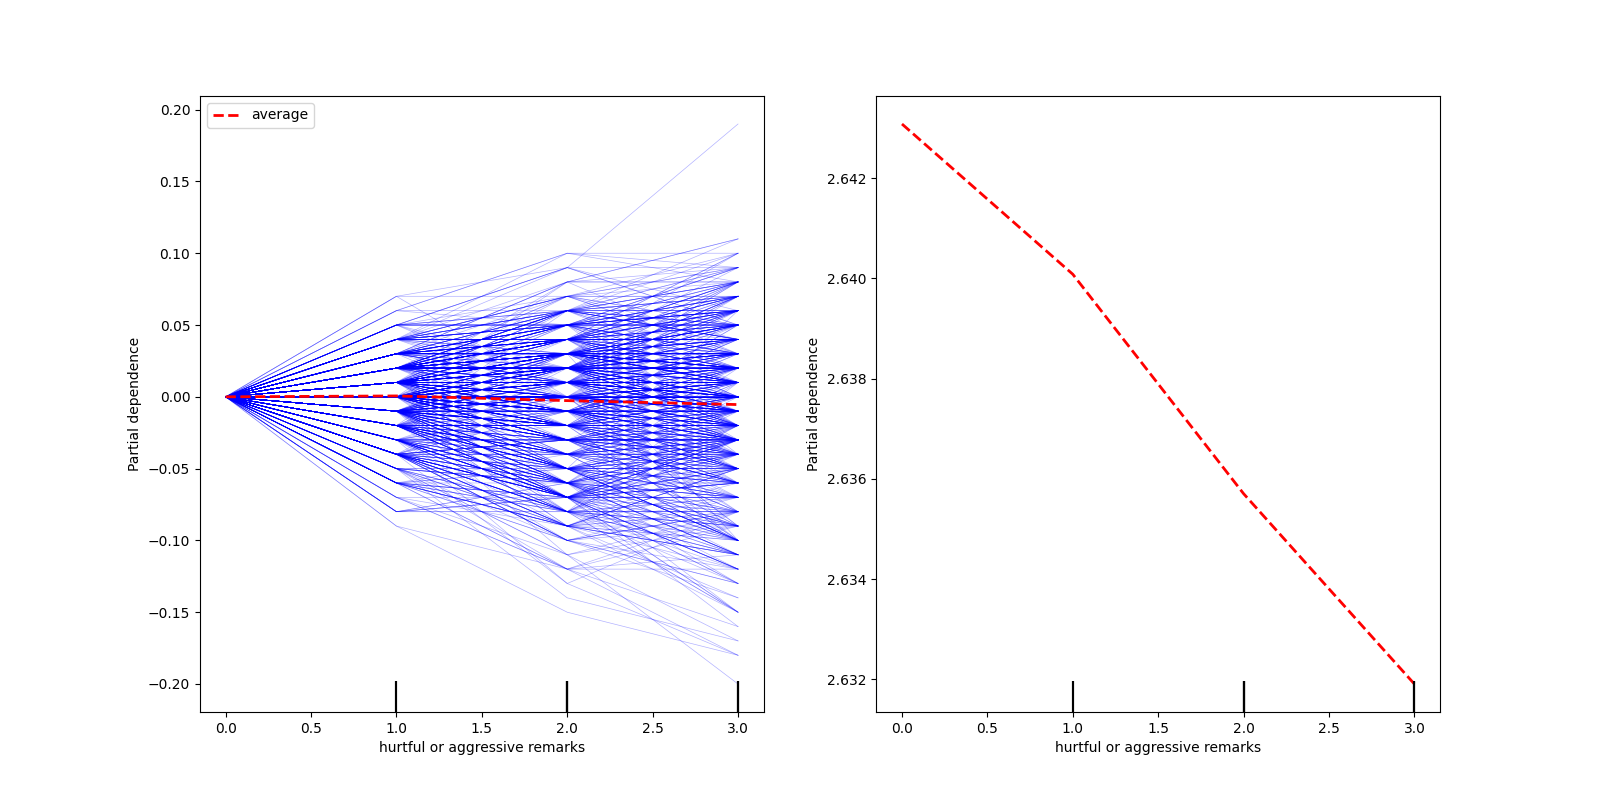 average
0.20
0.15
0.10
0.05
0.00
−0.05
−0.10
−0.15
−0.20
Partial dependence
0.0 0.5 1.0 1.5 2.0 2.5 3.0
hurtful or aggressive remarks
2.642
2.640
2.638
2.636
2.634
2.632
Partial dependence
0.0 0.5 1.0 1.5 2.0 2.5 3.0
hurtful or aggressive remarks